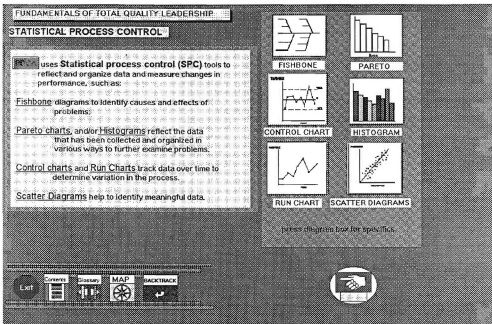 FUNDAMENTALS OF TOTAL QUALITY LEADERSHIP
STATISTICAL PROCESS CONTROL
uses Statistical process control (SPC) tools to
reflect and organize data and measure changes in
performance, such as:
Fishbone diagrams to identify causes and effects of
problems;
Pareto charts, and/or Histograms reflect the data
that has been collected and organized in
various ways to further examine problems.
Control charts and Run Charts track data over time to
determine variation in the process.
Scatter Diagrams help to identify meaningful data.
FISHBONE
PARETO
CONTROL CHART
HISTOGRAM
RUN CHART
SCATTER DIAGRAMS
press diagram box for specifics
Exit
Contents
Glossary
MAP
BACKTRACK